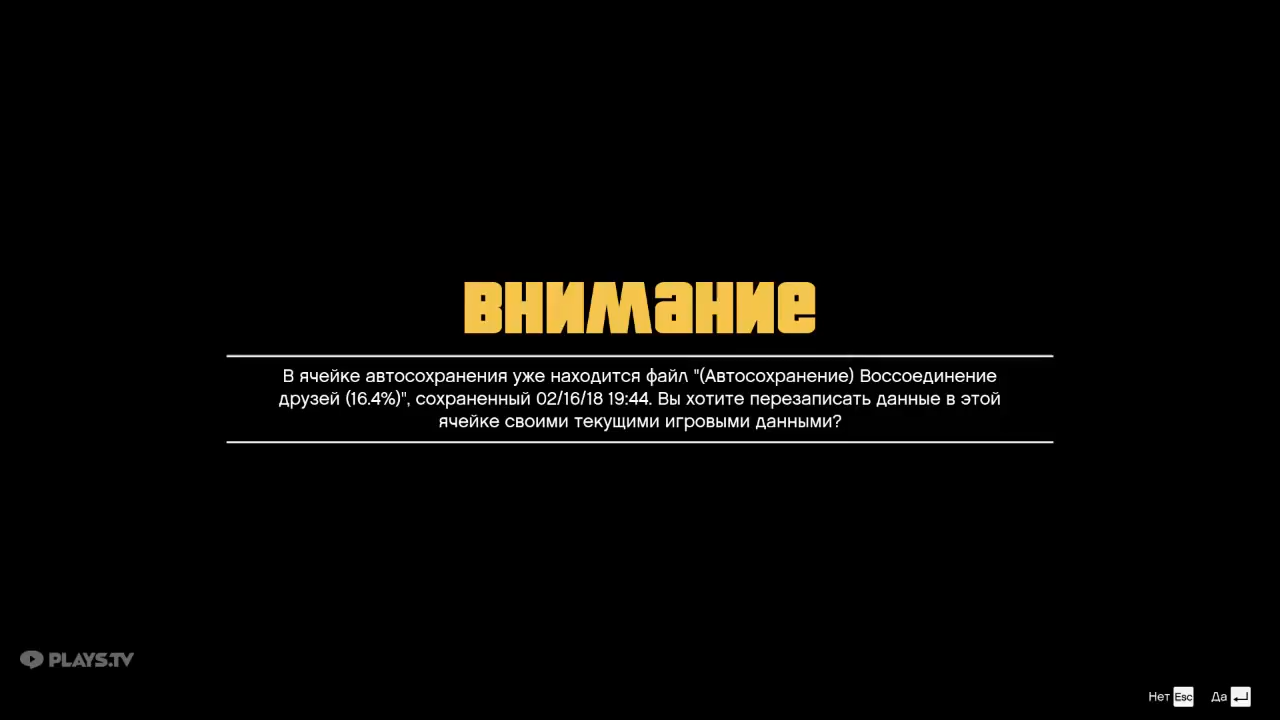 ВНИМАНИЕ
В ячейке автосохранения уже находится файл "(Автосохранение) Воссоединение
друзей (16.4%)", сохраненный 02/16/18 19:44. Вы хотите перезаписать данные в этой
ячейке своими текущими игровыми данными?
PLAYS.TV
Нет Esc Да